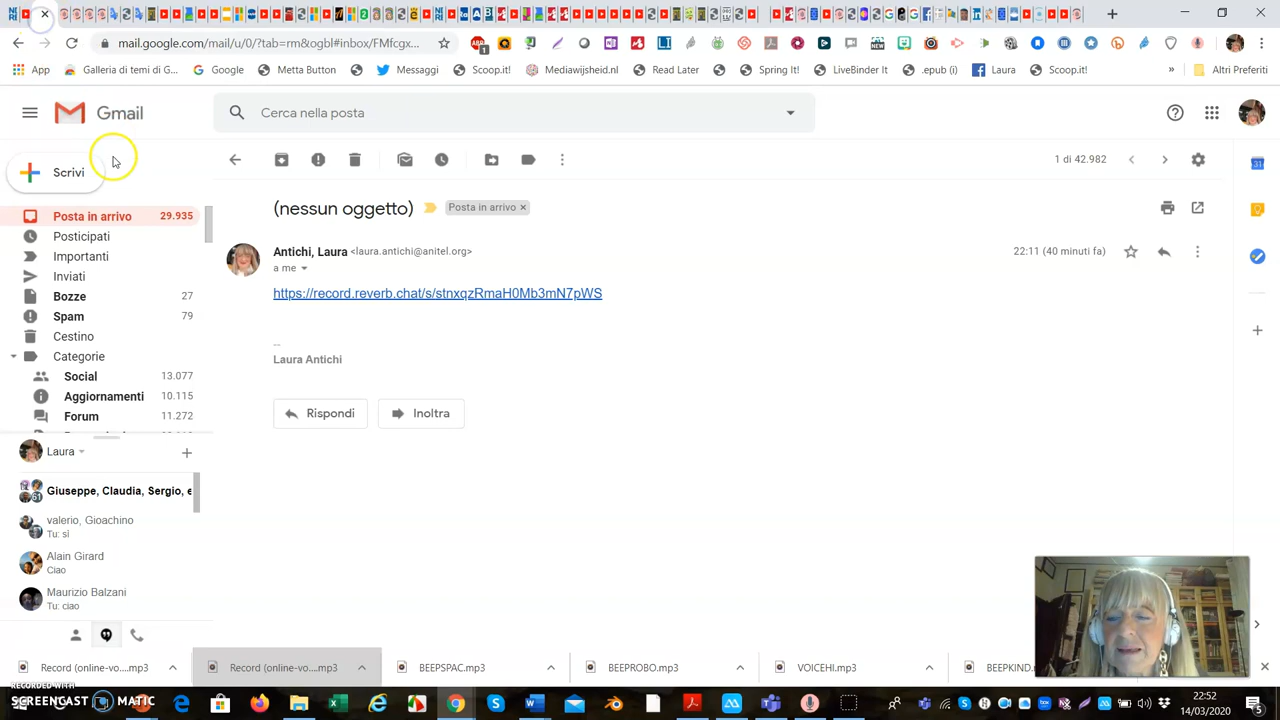 mail.google.com/mail/u/0/?tab=rm&ogbl#inbox/FMfcgx...
App
Galleria di temi di G...
Google
Metta Button
Messaggi
Scoop.it!
Mediawijsheid.nl
Read Later
Spring It!
LiveBinder It
.epub (i)
Laura
Scoop.it!
»
Altri Preferiti
Gmail
Cerca nella posta
Scrivi
1 di 42.982
Posta in arrivo 29.935
Posticipati
Importanti
Inviati
Bozze 27
Spam 79
Cestino
Categorie
Social 13.077
Aggiornamenti 10.115
Forum 11.272
(nessun oggetto)
Posta in arrivo ×
Antichi, Laura <laura.antichi@anitel.org>
22:11 (40 minuti fa)
a me
https://record.reverb.chat/s/stnxqzRmaH0Mb3mN7pWS
--
Laura Antichi
Rispondi
Inoltra
Laura
Giuseppe, Claudia, Sergio, e
valerio, Gioachino
Tu: sì
Alain Girard
Ciao
Maurizio Balzani
Tu: ciao
Record (online-vo....mp3
Record (online-vo....mp3
BEEPSPAC.mp3
BEEPROBO.mp3
VOICEHI.mp3
BEEPKIND.m
RECORDED WITH
SCREENCAST MATIC
22:52
14/03/2020
5